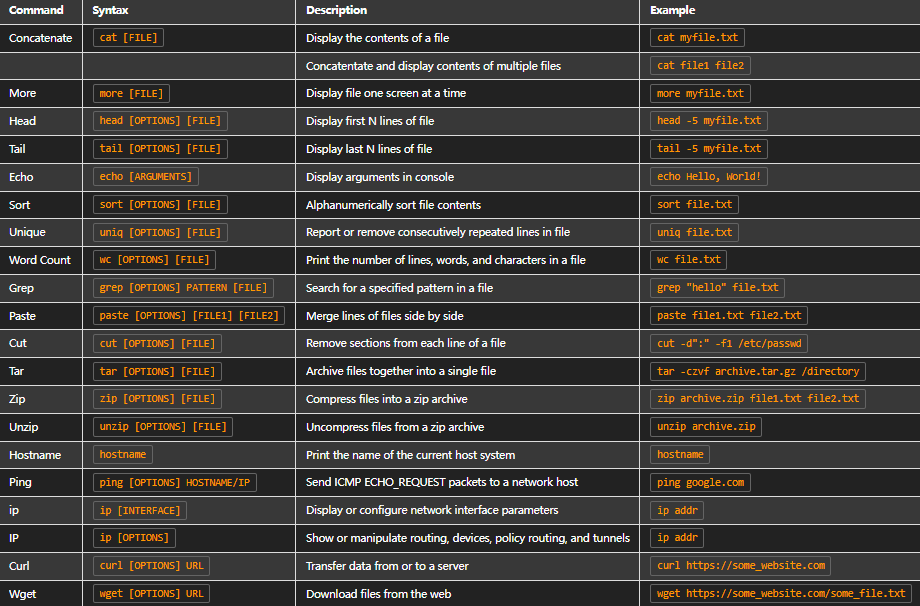 Command Syntax Description Example
Concatenate cat [FILE] Display the contents of a file cat myfile.txt
Concatentate and display contents of multiple files cat file1 file2
More more [FILE] Display file one screen at a time more myfile.txt
Head head [OPTIONS] [FILE] Display first N lines of file head -5 myfile.txt
Tail tail [OPTIONS] [FILE] Display last N lines of file tail -5 myfile.txt
Echo echo [ARGUMENTS] Display arguments in console echo Hello, World!
Sort sort [OPTIONS] [FILE] Alphanumerically sort file contents sort file.txt
Unique uniq [OPTIONS] [FILE] Report or remove consecutively repeated lines in file uniq file.txt
Word Count wc [OPTIONS] [FILE] Print the number of lines, words, and characters in a file wc file.txt
Grep grep [OPTIONS] PATTERN [FILE] Search for a specified pattern in a file grep "hello" file.txt
Paste paste [OPTIONS] [FILE1] [FILE2] Merge lines of files side by side paste file1.txt file2.txt
Cut cut [OPTIONS] [FILE] Remove sections from each line of a file cut -d":" -f1 /etc/passwd
Tar tar [OPTIONS] [FILE] Archive files together into a single file tar -czvf archive.tar.gz /directory
Zip zip [OPTIONS] [FILE] Compress files into a zip archive zip archive.zip file1.txt file2.txt
Unzip unzip [OPTIONS] [FILE] Uncompress files from a zip archive unzip archive.zip
Hostname hostname Print the name of the current host system hostname
Ping ping [OPTIONS] HOSTNAME/IP Send ICMP ECHO_REQUEST packets to a network host ping google.com
ip ip [INTERFACE] Display or configure network interface parameters ip addr
IP ip [OPTIONS] Show or manipulate routing, devices, policy routing, and tunnels ip addr
Curl curl [OPTIONS] URL Transfer data from or to a server curl https://some_website.com
Wget wget [OPTIONS] URL Download files from the web wget https://some_website.com/some_file.txt